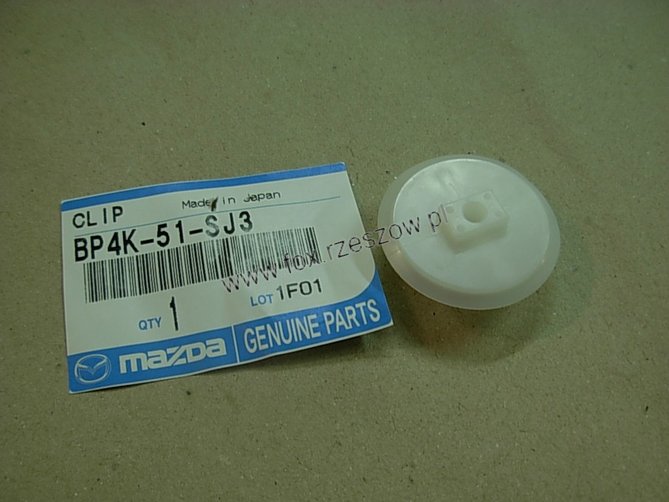 CLIP
Made in Japan
BP4K-51-SJ3
QTY 1
LOT 1F01
mazda
GENUINE PARTS
www.fox.rzeszow.pl